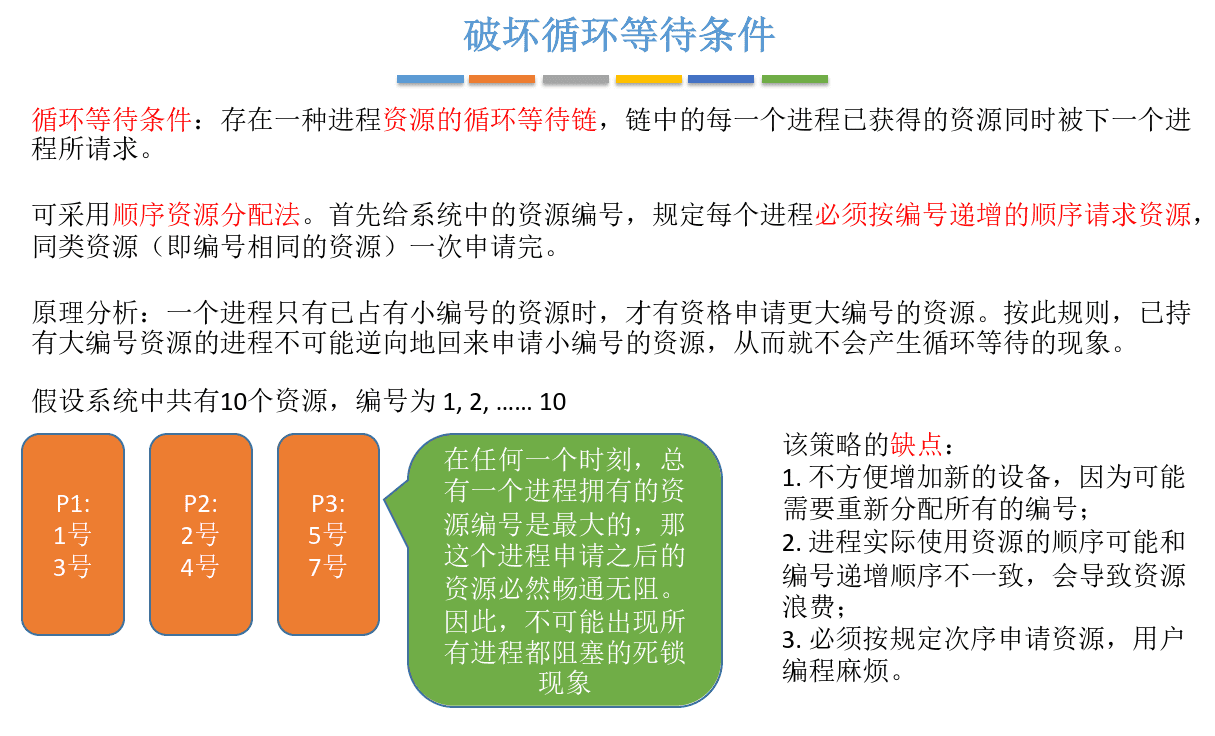 破坏循环等待条件
循环等待条件：存在一种进程资源的循环等待链，链中的每一个进程已获得的资源同时被下一个进
程所请求。
可采用顺序资源分配法。首先给系统中的资源编号，规定每个进程必须按编号递增的顺序请求资源，
同类资源（即编号相同的资源）一次申请完。
原理分析：一个进程只有已占有小编号的资源时，才有资格申请更大编号的资源。按此规则，已持
有大编号资源的进程不可能逆向地回来申请小编号的资源，从而就不会产生循环等待的现象。
假设系统中共有10个资源，编号为 1, 2, …… 10
P1:
1号
3号
P2:
2号
4号
P3:
5号
7号
在任何一个时刻，总
有一个进程拥有的资
源编号是最大的，那
这个进程申请之后的
资源必然畅通无阻。
因此，不可能出现所
有进程都阻塞的死锁
现象
该策略的缺点：
1. 不方便增加新的设备，因为可能
需要重新分配所有的编号；
2. 进程实际使用资源的顺序可能和
编号递增顺序不一致，会导致资源
浪费；
3. 必须按规定次序申请资源，用户
编程麻烦。